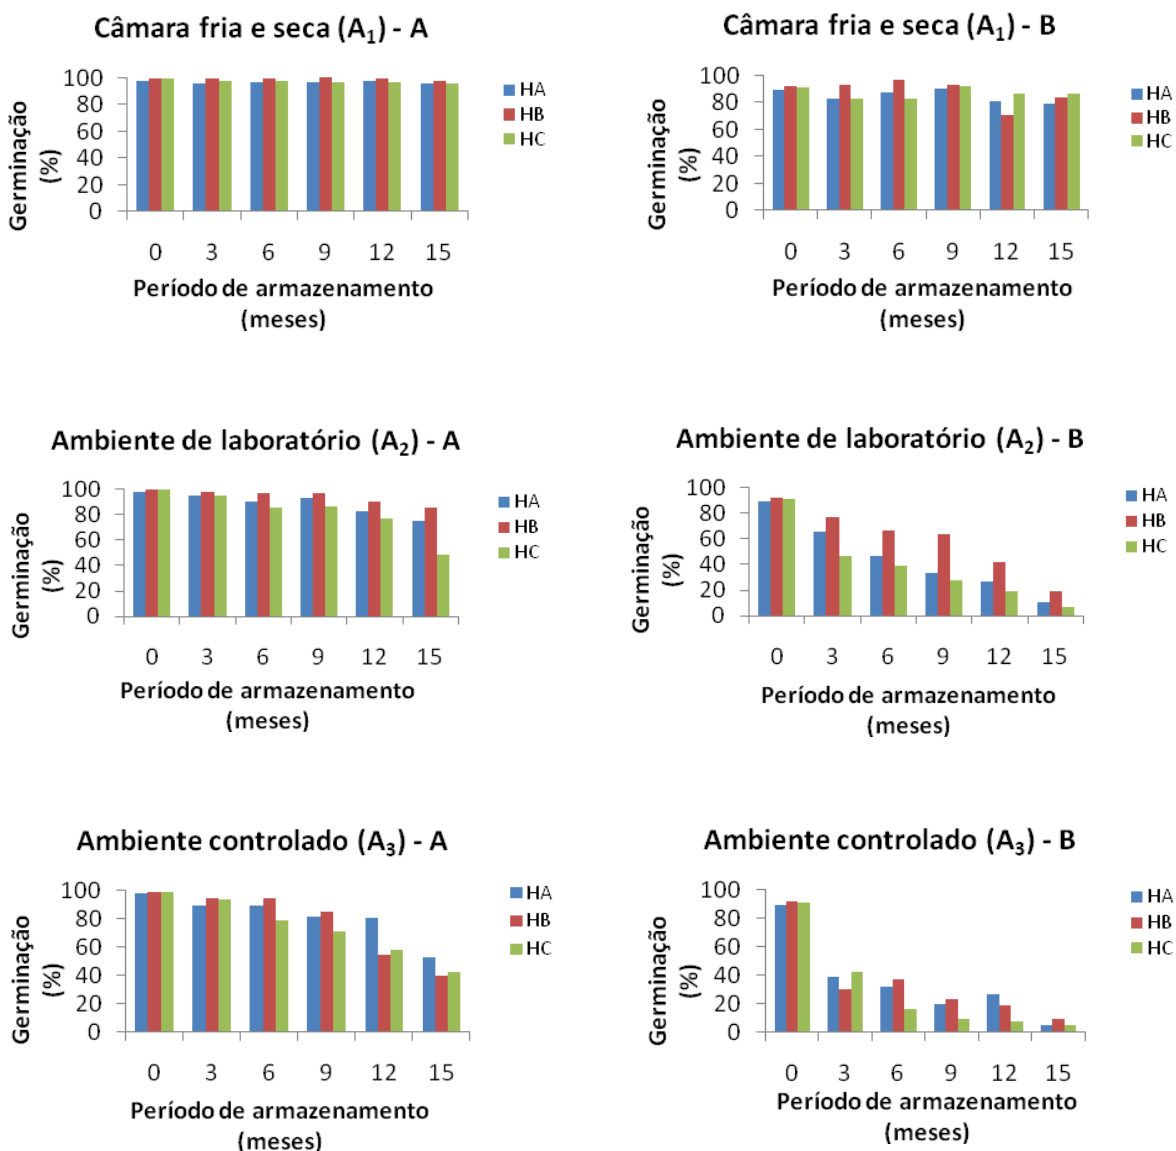 Câmara fria e seca (A₁) - A
Germinação (%)
100
80
60
40
20
0
0 3 6 9 12 15
Período de armazenamento
(meses)
HA
HB
HC
Câmara fria e seca (A₁) - B
Germinação (%)
100
80
60
40
20
0
0 3 6 9 12 15
Período de armazenamento
(meses)
HA
HB
HC
Ambiente de laboratório (A₂) - A
Germinação (%)
100
80
60
40
20
0
0 3 6 9 12 15
Período de armazenamento
(meses)
HA
HB
HC
Ambiente de laboratório (A₂) - B
Germinação (%)
100
80
60
40
20
0
0 3 6 9 12 15
Período de armazenamento
(meses)
HA
HB
HC
Ambiente controlado (A₃) - A
Germinação (%)
100
80
60
40
20
0
0 3 6 9 12 15
Período de armazenamento
(meses)
HA
HB
HC
Ambiente controlado (A₃) - B
Germinação (%)
100
80
60
40
20
0
0 3 6 9 12 15
Período de armazenamento
(meses)
HA
HB
HC